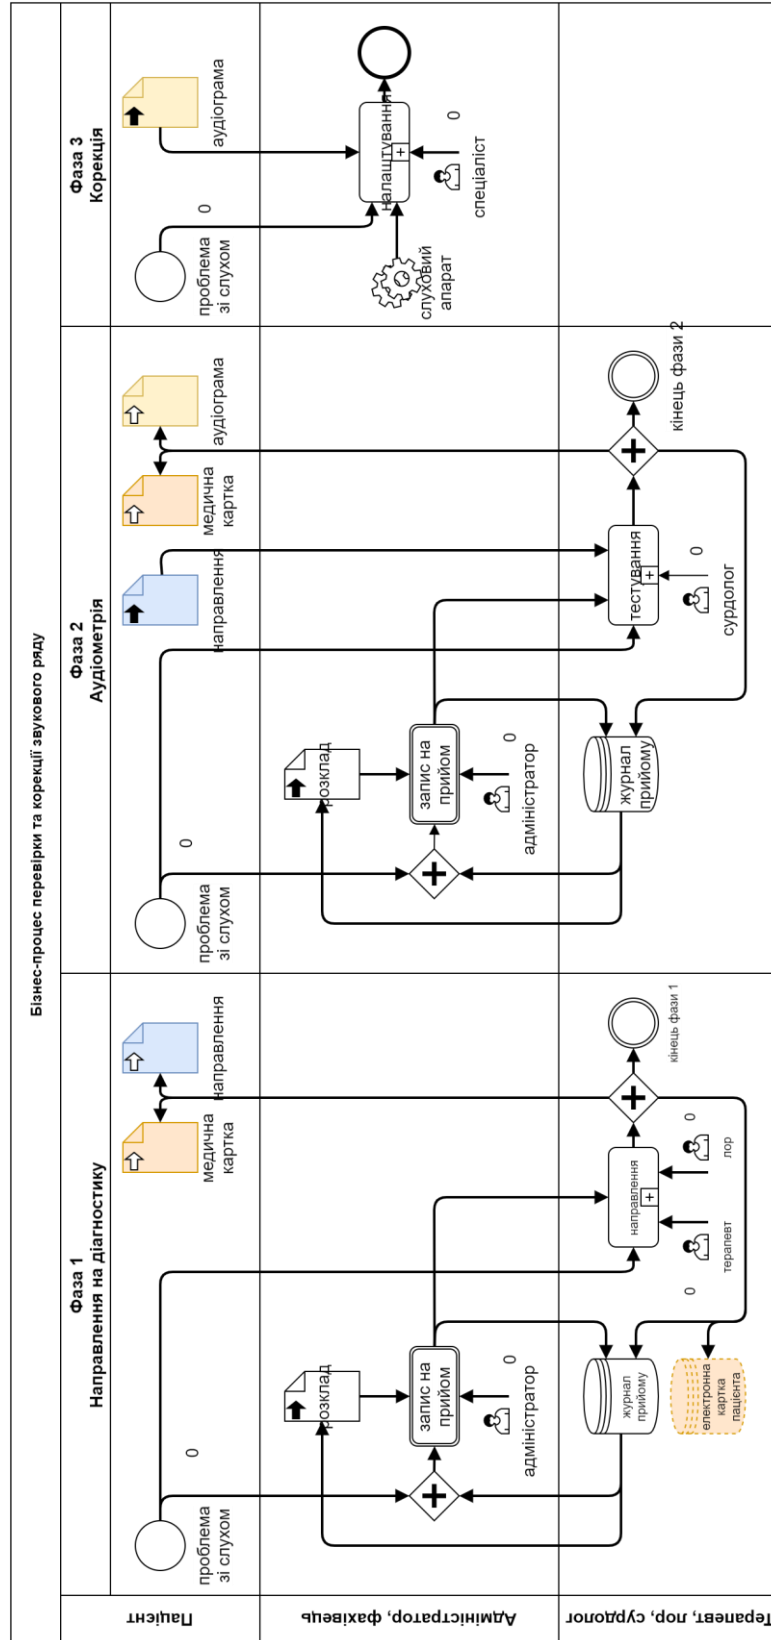 Бізнес-процес перевірки та корекції звукового ряду
Фаза 1
Направлення на діагностику
Фаза 2
Аудіометрія
Фаза 3
Корекція
Пацієнт
проблема
зі слухом
0
медична
картка
направлення
проблема
зі слухом
0
направлення
медична
картка
аудіограма
проблема
зі слухом
0
аудіограма
Адміністратор, фахівець
розклад
запис на
прийом
0
адміністратор
розклад
запис на
прийом
0
адміністратор
налаштування
слуховий
апарат
0
спеціаліст
Терапевт, лор, сурдолог
журнал
прийому
електронна
картка
пацієнта
0
терапевт
направлення
0
лор
кінець фази 1
журнал
прийому
тестування
0
сурдолог
кінець фази 2